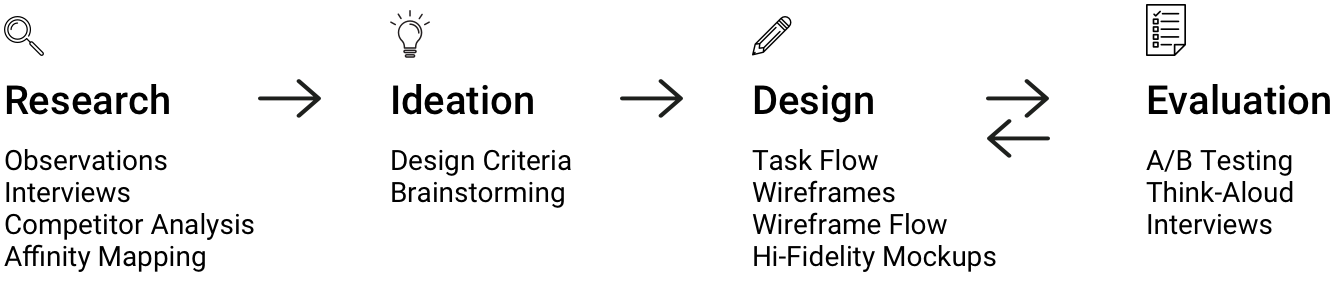 Research
Observations
Interviews
Competitor Analysis
Affinity Mapping
Ideation
Design Criteria
Brainstorming
Design
Task Flow
Wireframes
Wireframe Flow
Hi-Fidelity Mockups
Evaluation
A/B Testing
Think-Aloud
Interviews